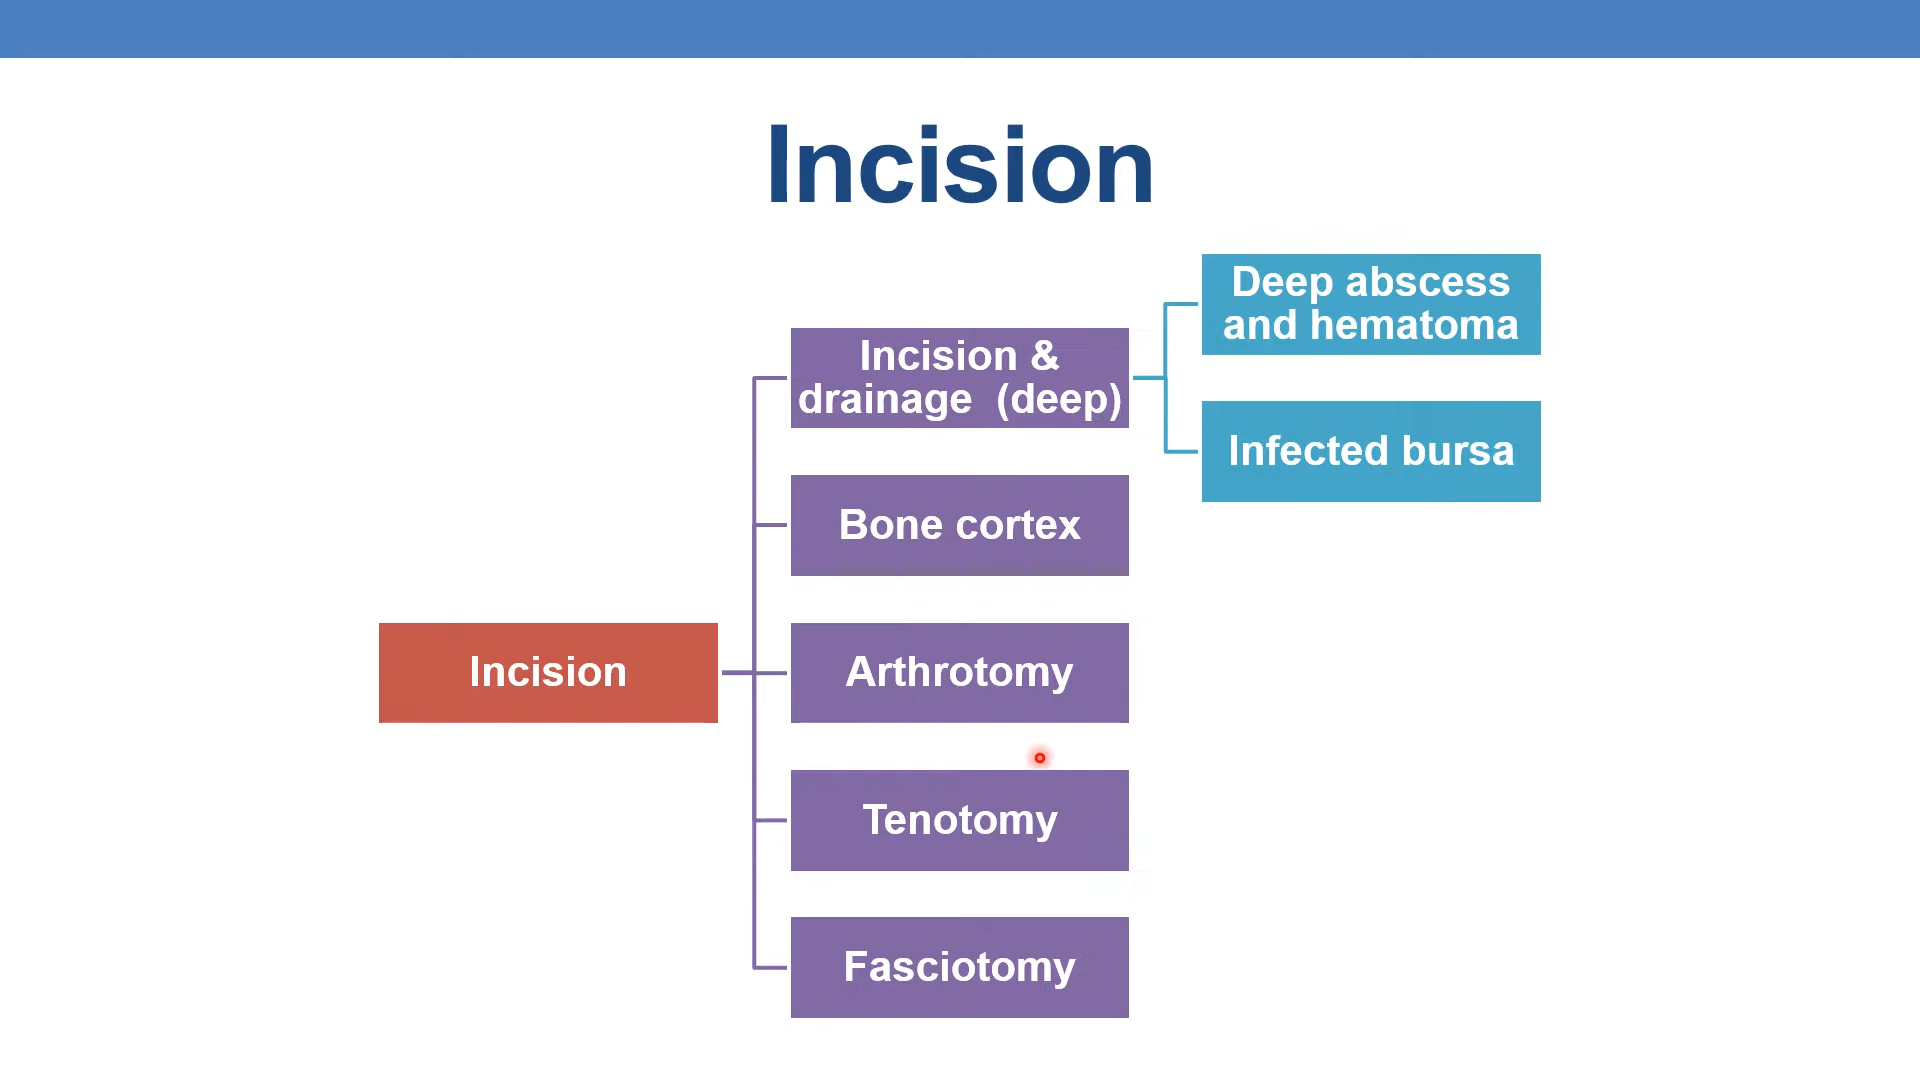 Incision
Deep abscess
and hematoma
Incision &
drainage (deep)
Infected bursa
Bone cortex
Incision
Arthrotomy
Tenotomy
Fasciotomy